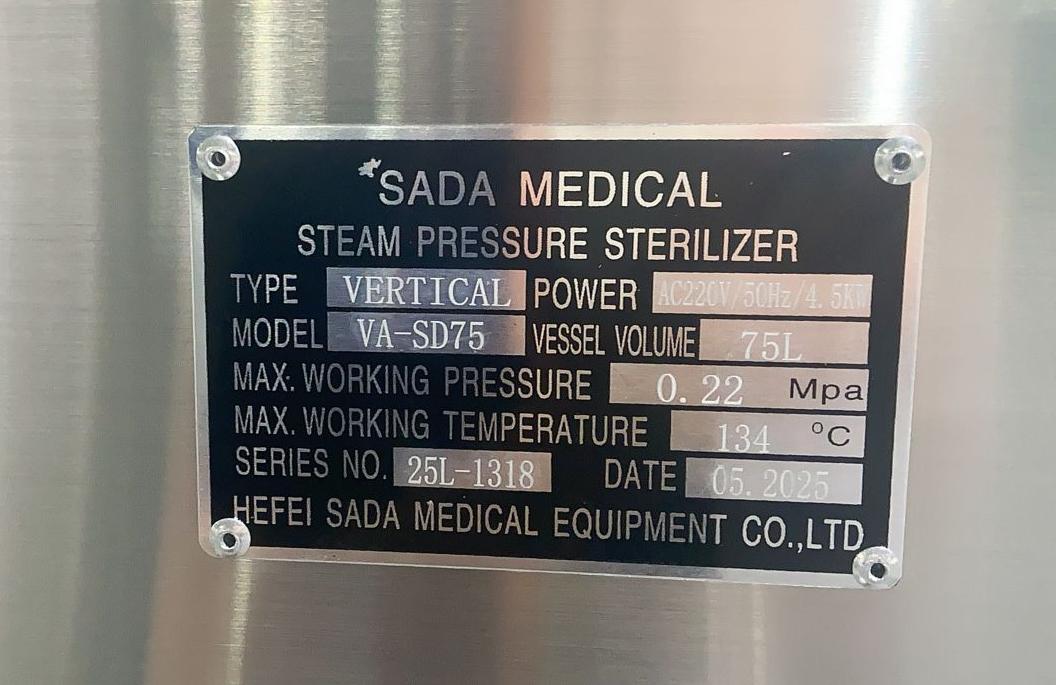 SADA MEDICAL
STEAM PRESSURE STERILIZER
TYPE VERTICAL POWER AC220V/50Hz/4.5KW
MODEL VA-SD75 VESSEL VOLUME 75L
MAX. WORKING PRESSURE 0.22 Mpa
MAX. WORKING TEMPERATURE 134 °C
SERIES NO. 25L-1318 DATE 05.2025
HEFEI SADA MEDICAL EQUIPMENT CO.,LTD